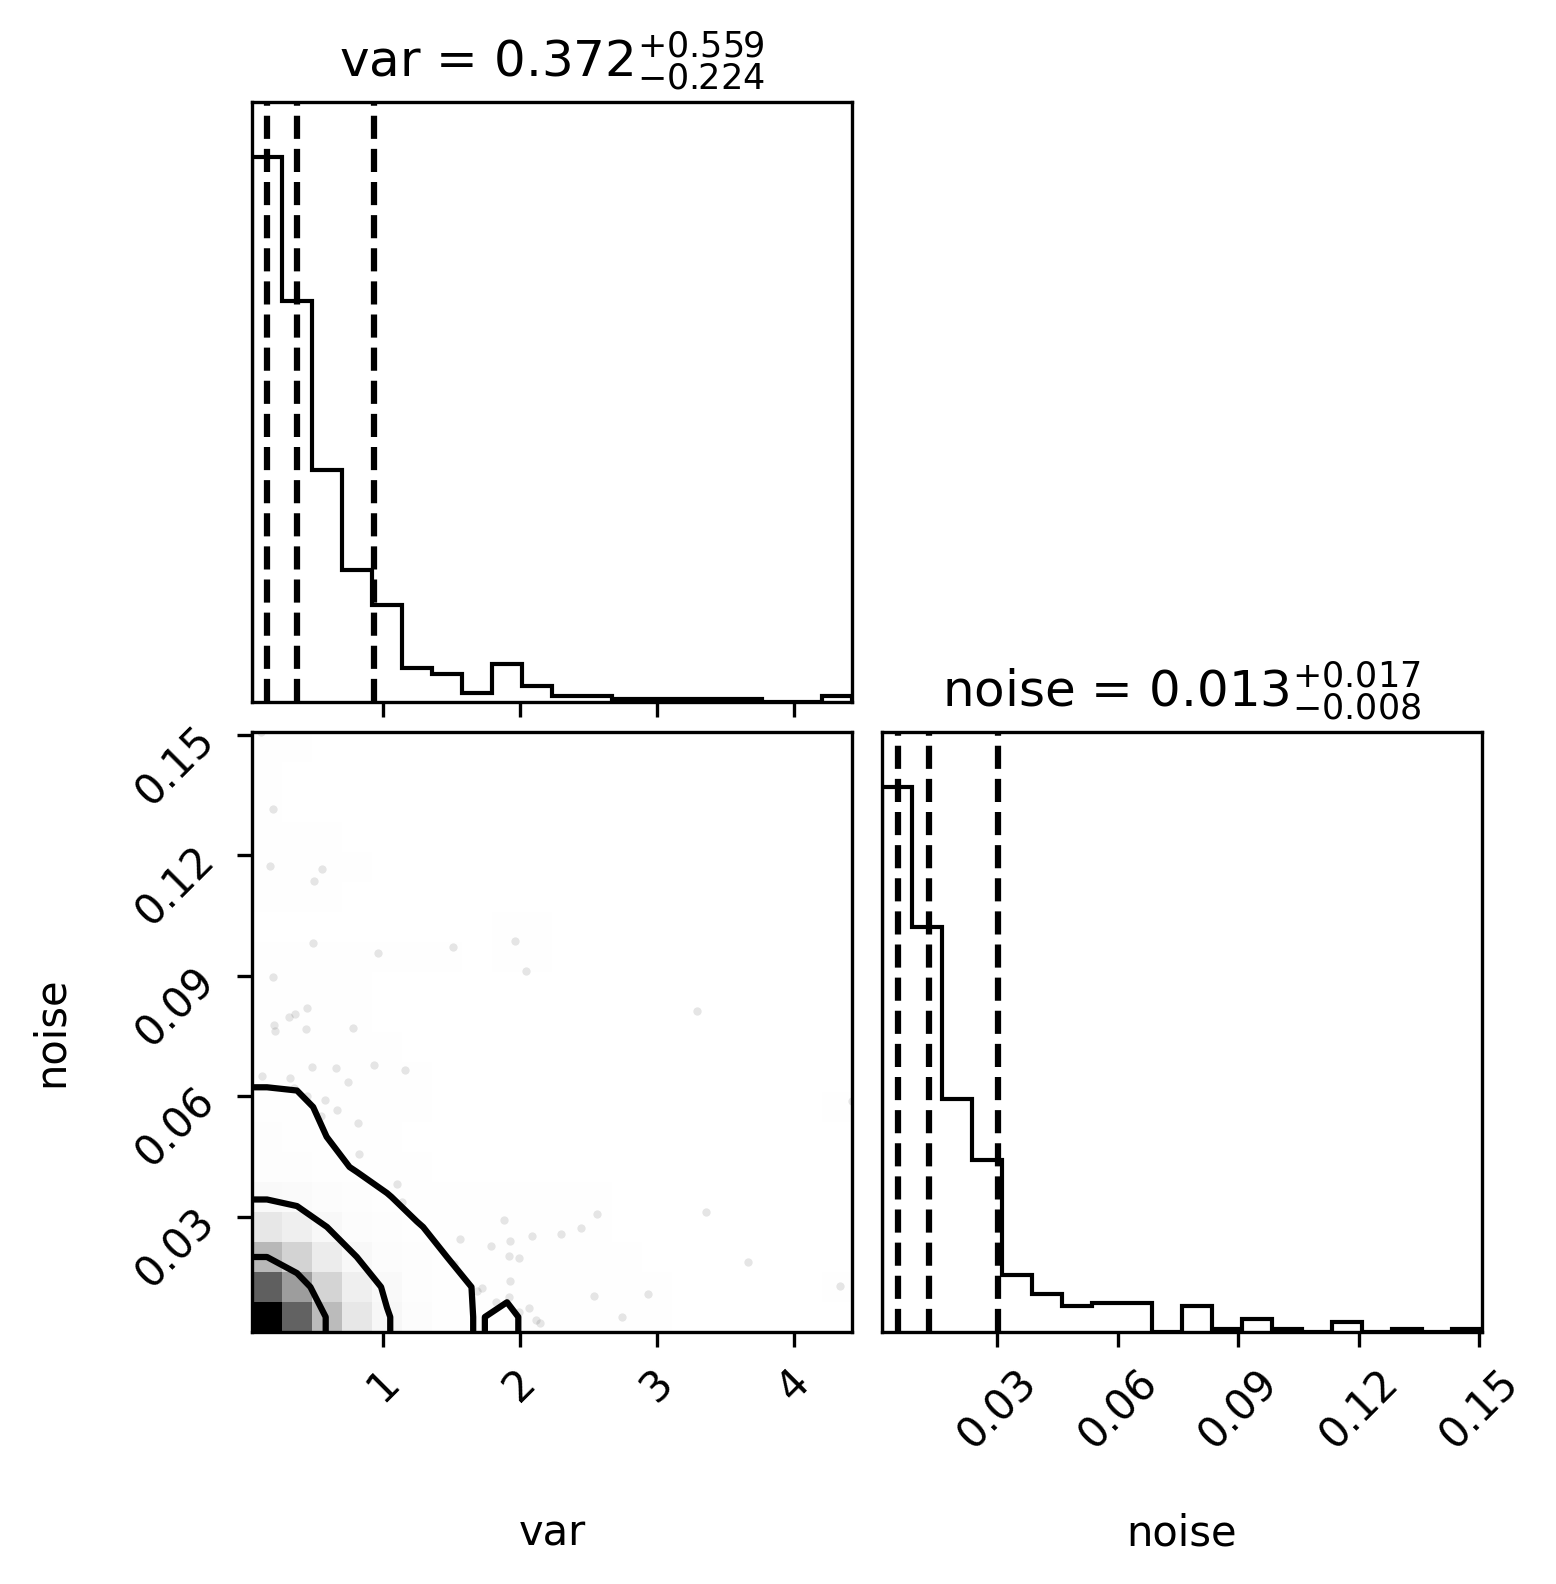 var = 0.372 +0.559 −0.224
noise = 0.013 +0.017 −0.008
0.15
0.12
0.09
0.06
0.03
noise
1 2 3 4
0.03 0.06 0.09 0.12 0.15
var
noise